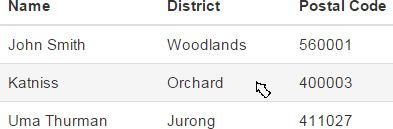 Name District Postal Code
John Smith Woodlands 560001
Katniss Orchard 400003
Uma Thurman Jurong 411027